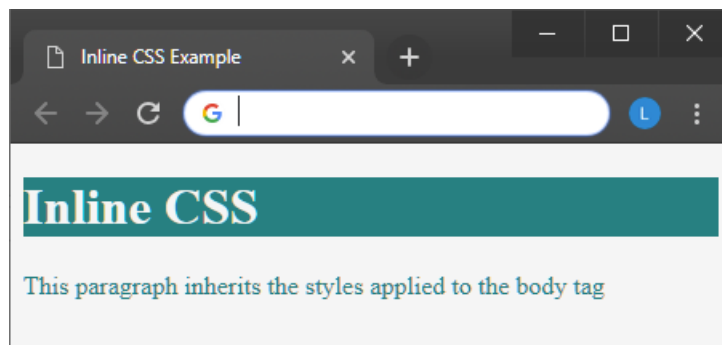 Inline CSS Example
G
L
Inline CSS
This paragraph inherits the styles applied to the body tag